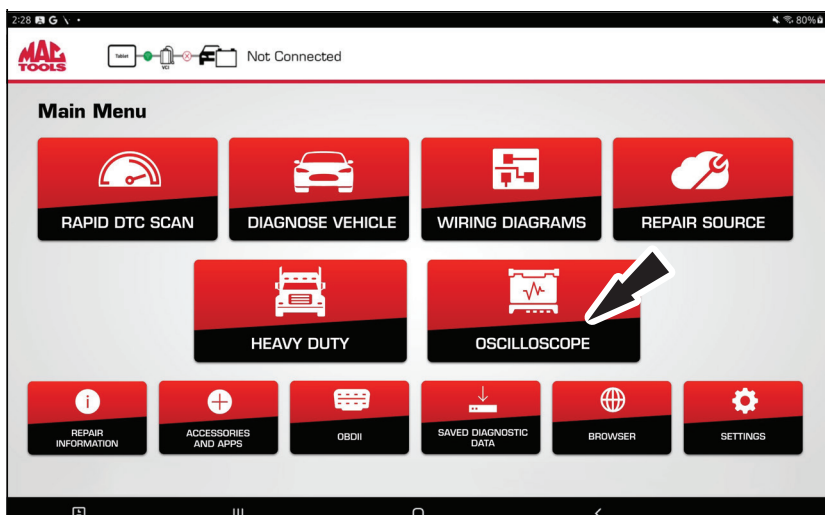 2:28 G
80%
MAC
TOOLS
Tablet
VCI
Not Connected
Main Menu
RAPID DTC SCAN
DIAGNOSE VEHICLE
WIRING DIAGRAMS
REPAIR SOURCE
HEAVY DUTY
OSCILLOSCOPE
REPAIR
INFORMATION
ACCESSORIES
AND APPS
OBDII
SAVED DIAGNOSTIC
DATA
BROWSER
SETTINGS